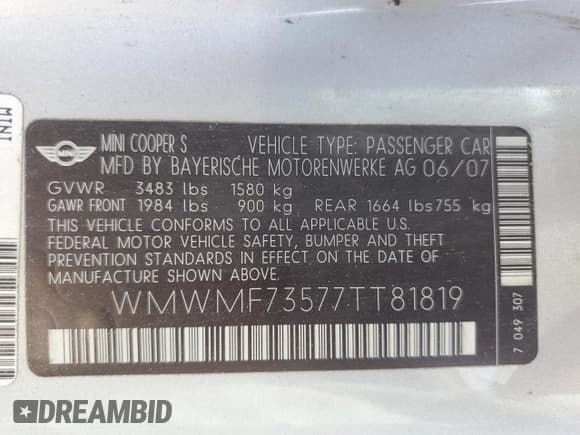 MINI
MINI COOPER S VEHICLE TYPE: PASSENGER CAR
MFD BY BAYERISCHE MOTORENWERKE AG 06/07
GVWR 3483 lbs 1580 kg
GAWR FRONT 1984 lbs 900 kg REAR 1664 lbs 755 kg
THIS VEHICLE CONFORMS TO ALL APPLICABLE U.S.
FEDERAL MOTOR VEHICLE SAFETY, BUMPER AND THEFT
PREVENTION STANDARDS IN EFFECT ON THE DATE OF
MANUFACTURE SHOWN ABOVE.
WMWMF73577TT81819
7 049 307
MINI
DREAMBID